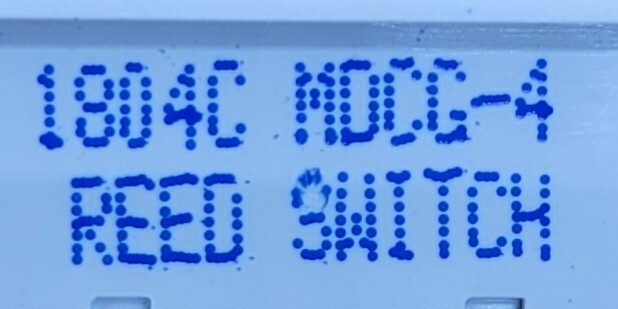 1804C MDCG-4
REED SWITCH